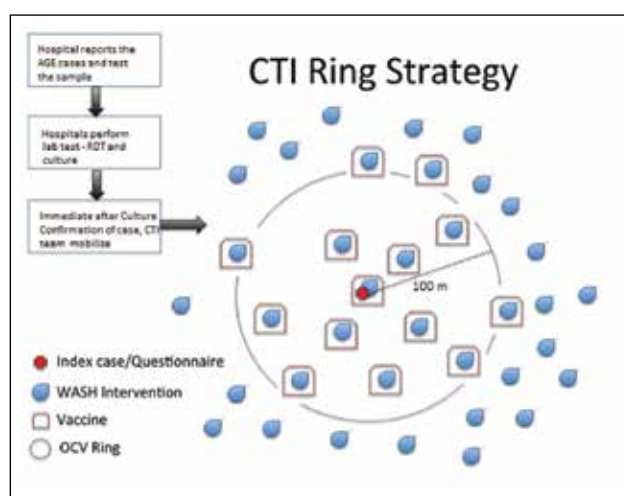 CTI Ring Strategy
Hospital reports the
AGE cases and test
the sample
Hospitals perform
lab test - RDT and
culture
Immediate after Culture
Confirmation of case, CTI
team mobilize
100 m
Index case/Questionnaire
WASH Intervention
Vaccine
OCV Ring